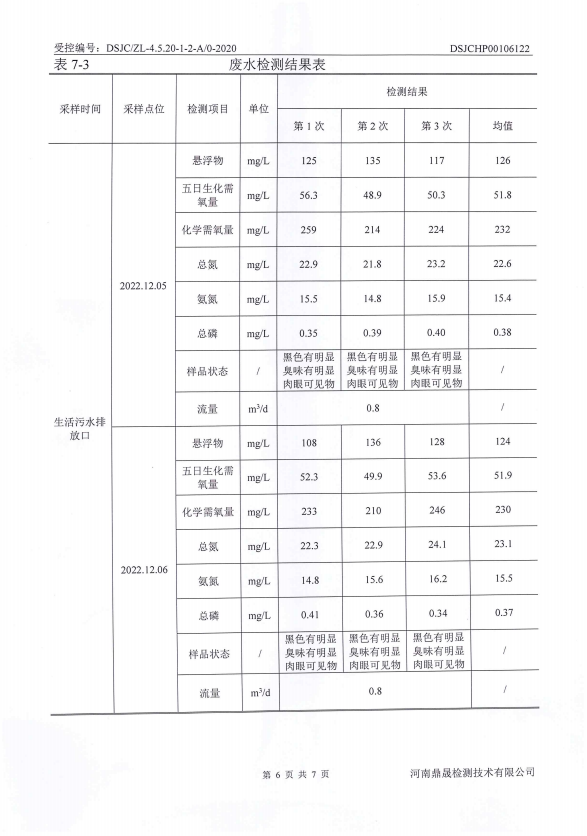 受控编号：DSJC/ZL-4.5.20-1-2-A/0-2020 DSJCHP00106122
表 7-3 废水检测结果表
采样时间 采样点位 检测项目 单位 检测结果
第 1 次 第 2 次 第 3 次 均值
生活污水排
放口
2022.12.05
悬浮物 mg/L 125 135 117 126
五日生化需
氧量 mg/L 56.3 48.9 50.3 51.8
化学需氧量 mg/L 259 214 224 232
总氮 mg/L 22.9 21.8 23.2 22.6
氨氮 mg/L 15.5 14.8 15.9 15.4
总磷 mg/L 0.35 0.39 0.40 0.38
样品状态 / 黑色有明显 黑色有明显 黑色有明显 /
臭味有明显 臭味有明显 臭味有明显
肉眼可见物 肉眼可见物 肉眼可见物
流量 m³/d 0.8 /
2022.12.06
悬浮物 mg/L 108 136 128 124
五日生化需
氧量 mg/L 52.3 49.9 53.6 51.9
化学需氧量 mg/L 233 210 246 230
总氮 mg/L 22.3 22.9 24.1 23.1
氨氮 mg/L 14.8 15.6 16.2 15.5
总磷 mg/L 0.41 0.36 0.34 0.37
样品状态 / 黑色有明显 黑色有明显 黑色有明显 /
臭味有明显 臭味有明显 臭味有明显
肉眼可见物 肉眼可见物 肉眼可见物
流量 m³/d 0.8 /
第 6 页 共 7 页 河南鼎晟检测技术有限公司